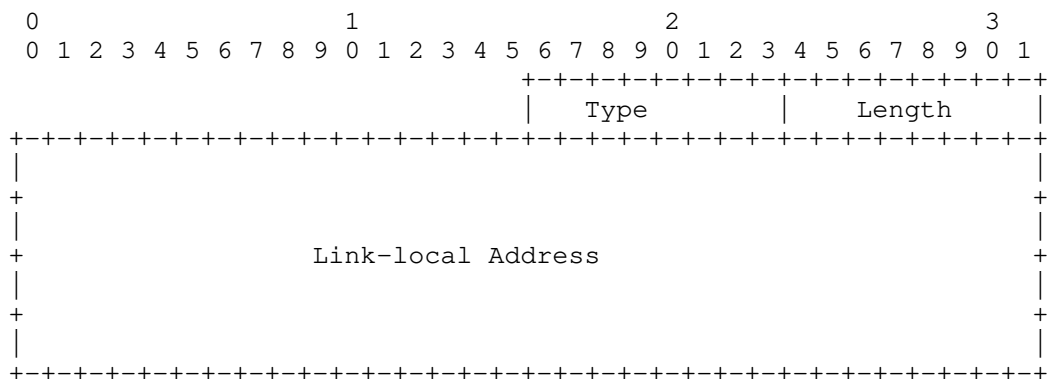 0                   1                   2                   3
 0 1 2 3 4 5 6 7 8 9 0 1 2 3 4 5 6 7 8 9 0 1 2 3 4 5 6 7 8 9 0 1
                                +-+-+-+-+-+-+-+-+-+-+-+-+-+-+-+-+
                                |   Type        |    Length     |
+-+-+-+-+-+-+-+-+-+-+-+-+-+-+-+-+-+-+-+-+-+-+-+-+-+-+-+-+-+-+-+-+
|                                                               |
+                                                               +
|                                                               |
+                  Link-local Address                           +
|                                                               |
+                                                               +
|                                                               |
+-+-+-+-+-+-+-+-+-+-+-+-+-+-+-+-+-+-+-+-+-+-+-+-+-+-+-+-+-+-+-+-+